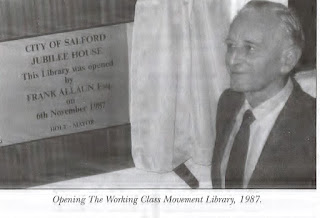 CITY OF SALFORD
JUBILEE HOUSE
This Library was opened
by
FRANK ALLAUN Esq.
on
6th November 1987
MAYOR
Opening The Working Class Movement Library, 1987.